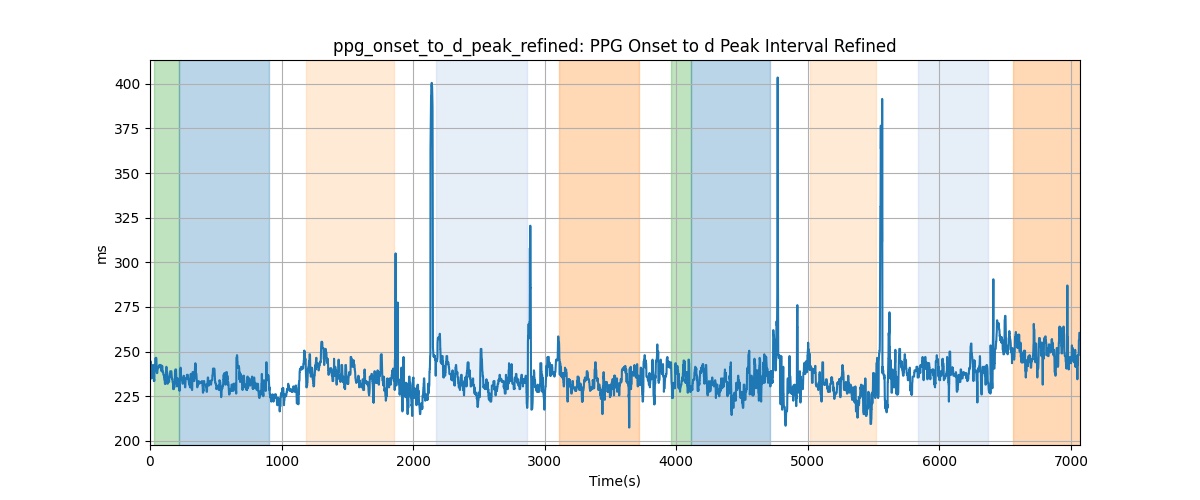 ppg_onset_to_d_peak_refined: PPG Onset to d Peak Interval Refined
400
375
350
325
300
275
250
225
200
ms
0 1000 2000 3000 4000 5000 6000 7000
Time(s)